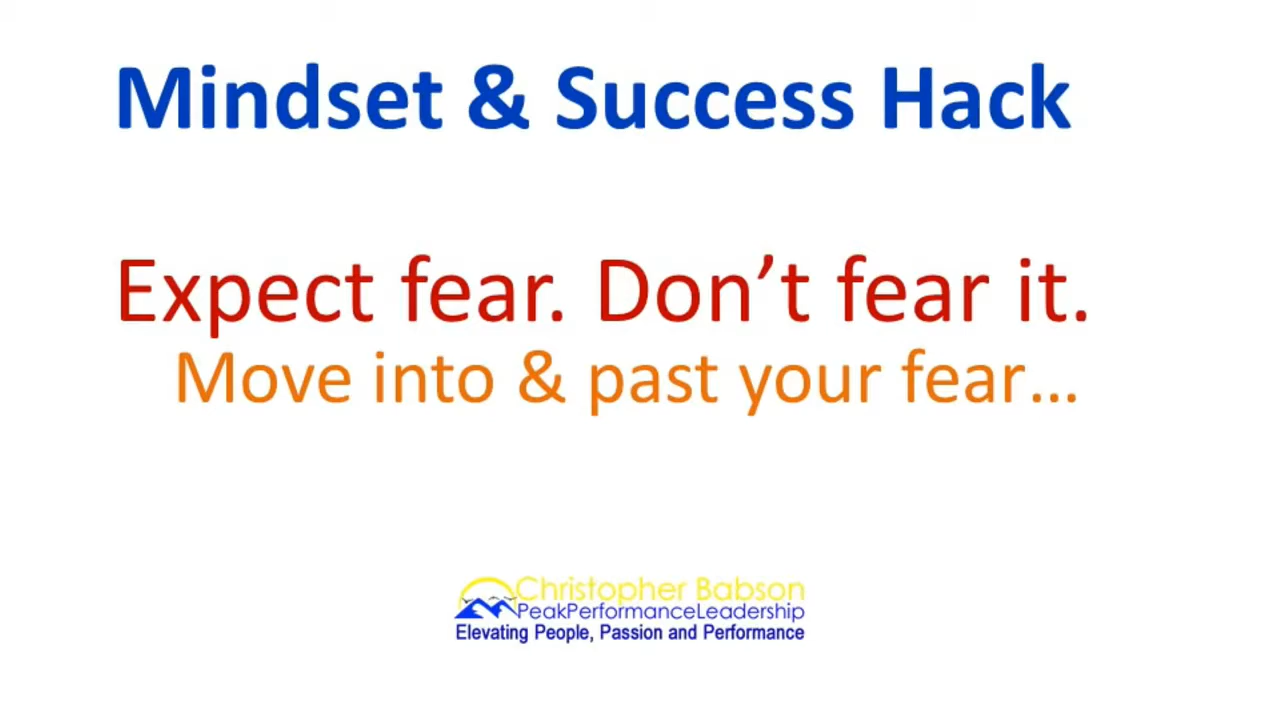 Mindset & Success Hack
Expect fear. Don’t fear it.
Move into & past your fear…
Christopher Babson
PeakPerformanceLeadership
Elevating People, Passion and Performance